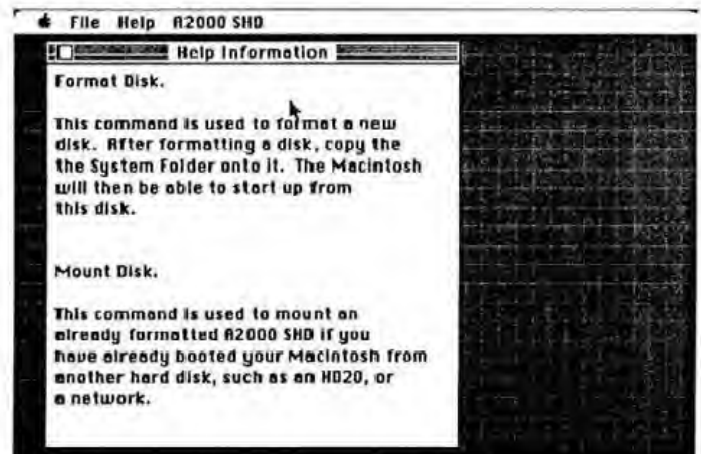 File Help A2000 SHD
Help Information
Format Disk.
This command is used to format a new
disk. After formatting a disk, copy the
the System Folder onto it. The Macintosh
will then be able to start up from
this disk.
Mount Disk.
This command is used to mount an
already formatted A2000 SHD if you
have already booted your Macintosh from
another hard disk, such as an HD20, or
a network.